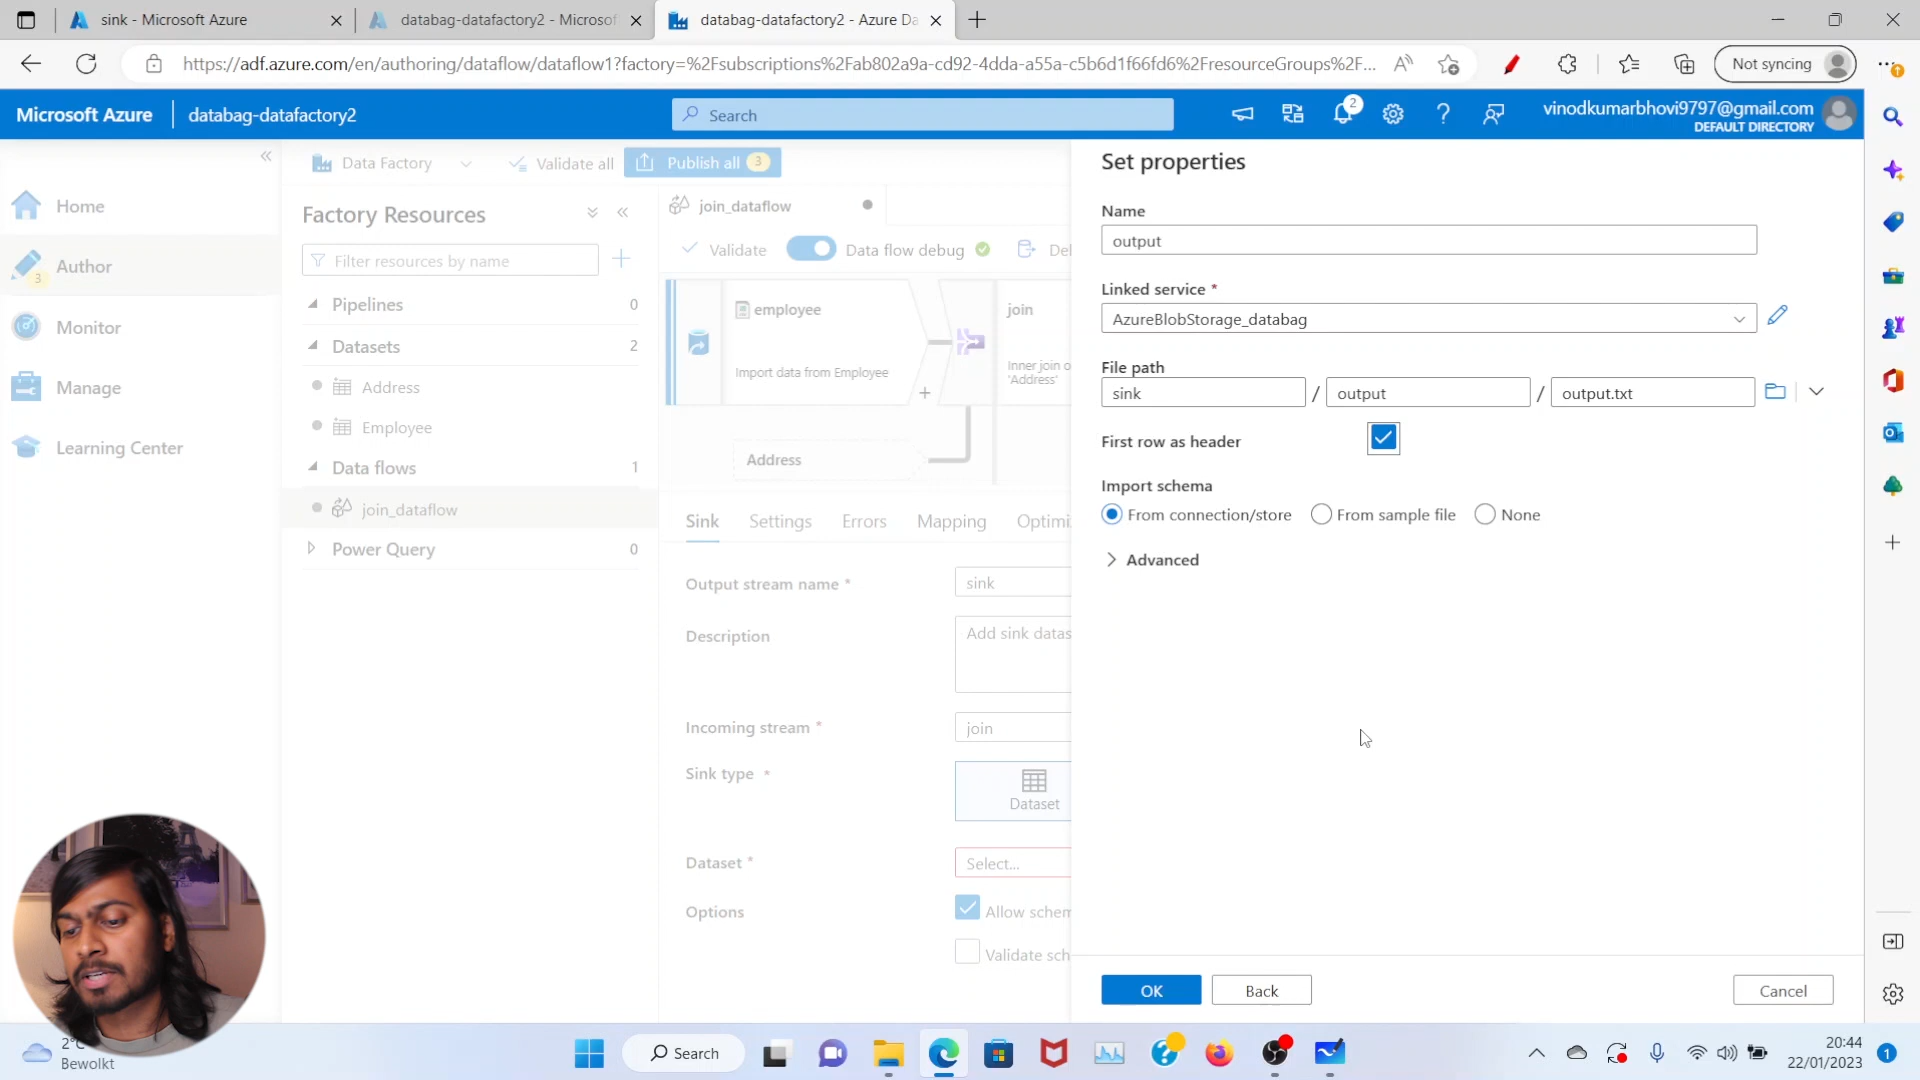 sink - Microsoft Azure
databag-datafactory2 - Microsof
databag-datafactory2 - Azure Da
https://adf.azure.com/en/authoring/dataflow/dataflow1?factory=%2Fsubscriptions%2Fab802a9a-cd92-4dda-a55a-c5b6d1f66fd6%2FresourceGroups%2F...
Not syncing
Microsoft Azure
databag-datafactory2
Search
2
vinodkumarbhovi9797@gmail.com
DEFAULT DIRECTORY
Home
Author
3
Monitor
Manage
Learning Center
Data Factory
Validate all
Publish all 3
Factory Resources
Filter resources by name
Pipelines 0
Datasets 2
Address
Employee
Data flows 1
join_dataflow
Power Query 0
join_dataflow
Validate
Data flow debug
employee
Import data from Employee
join
Inner join o
'Address'
Address
Sink
Settings
Errors
Mapping
Optimi
Output stream name *
sink
Description
Add sink datas
Incoming stream *
join
Sink type *
Dataset
Dataset *
Select...
Options
Allow schem
Validate sch
Set properties
Name
output
Linked service *
AzureBlobStorage_databag
File path
sink / output / output.txt
First row as header
Import schema
From connection/store
From sample file
None
Advanced
OK
Back
Cancel
2°C
Bewolkt
Search
20:44
22/01/2023
1